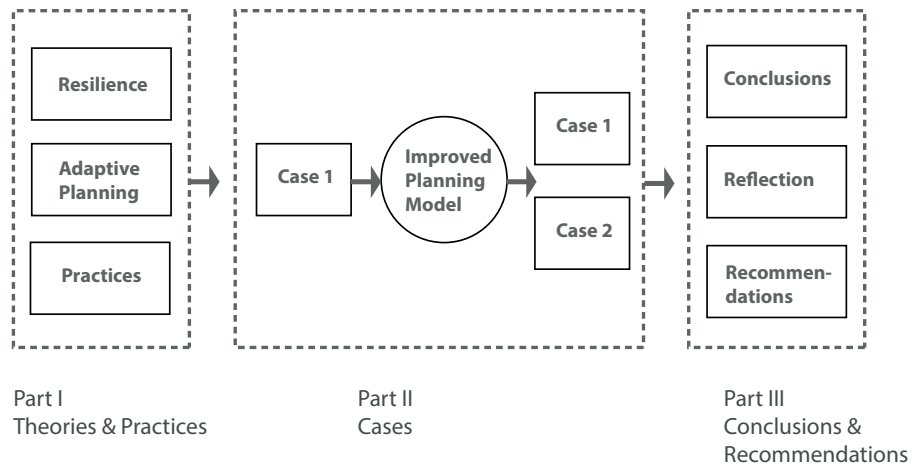 Resilience
Adaptive
Planning
Practices
Case 1
Improved
Planning
Model
Case 1
Case 2
Conclusions
Reflection
Recommen-
dations
Part I
Theories & Practices
Part II
Cases
Part III
Conclusions &
Recommendations